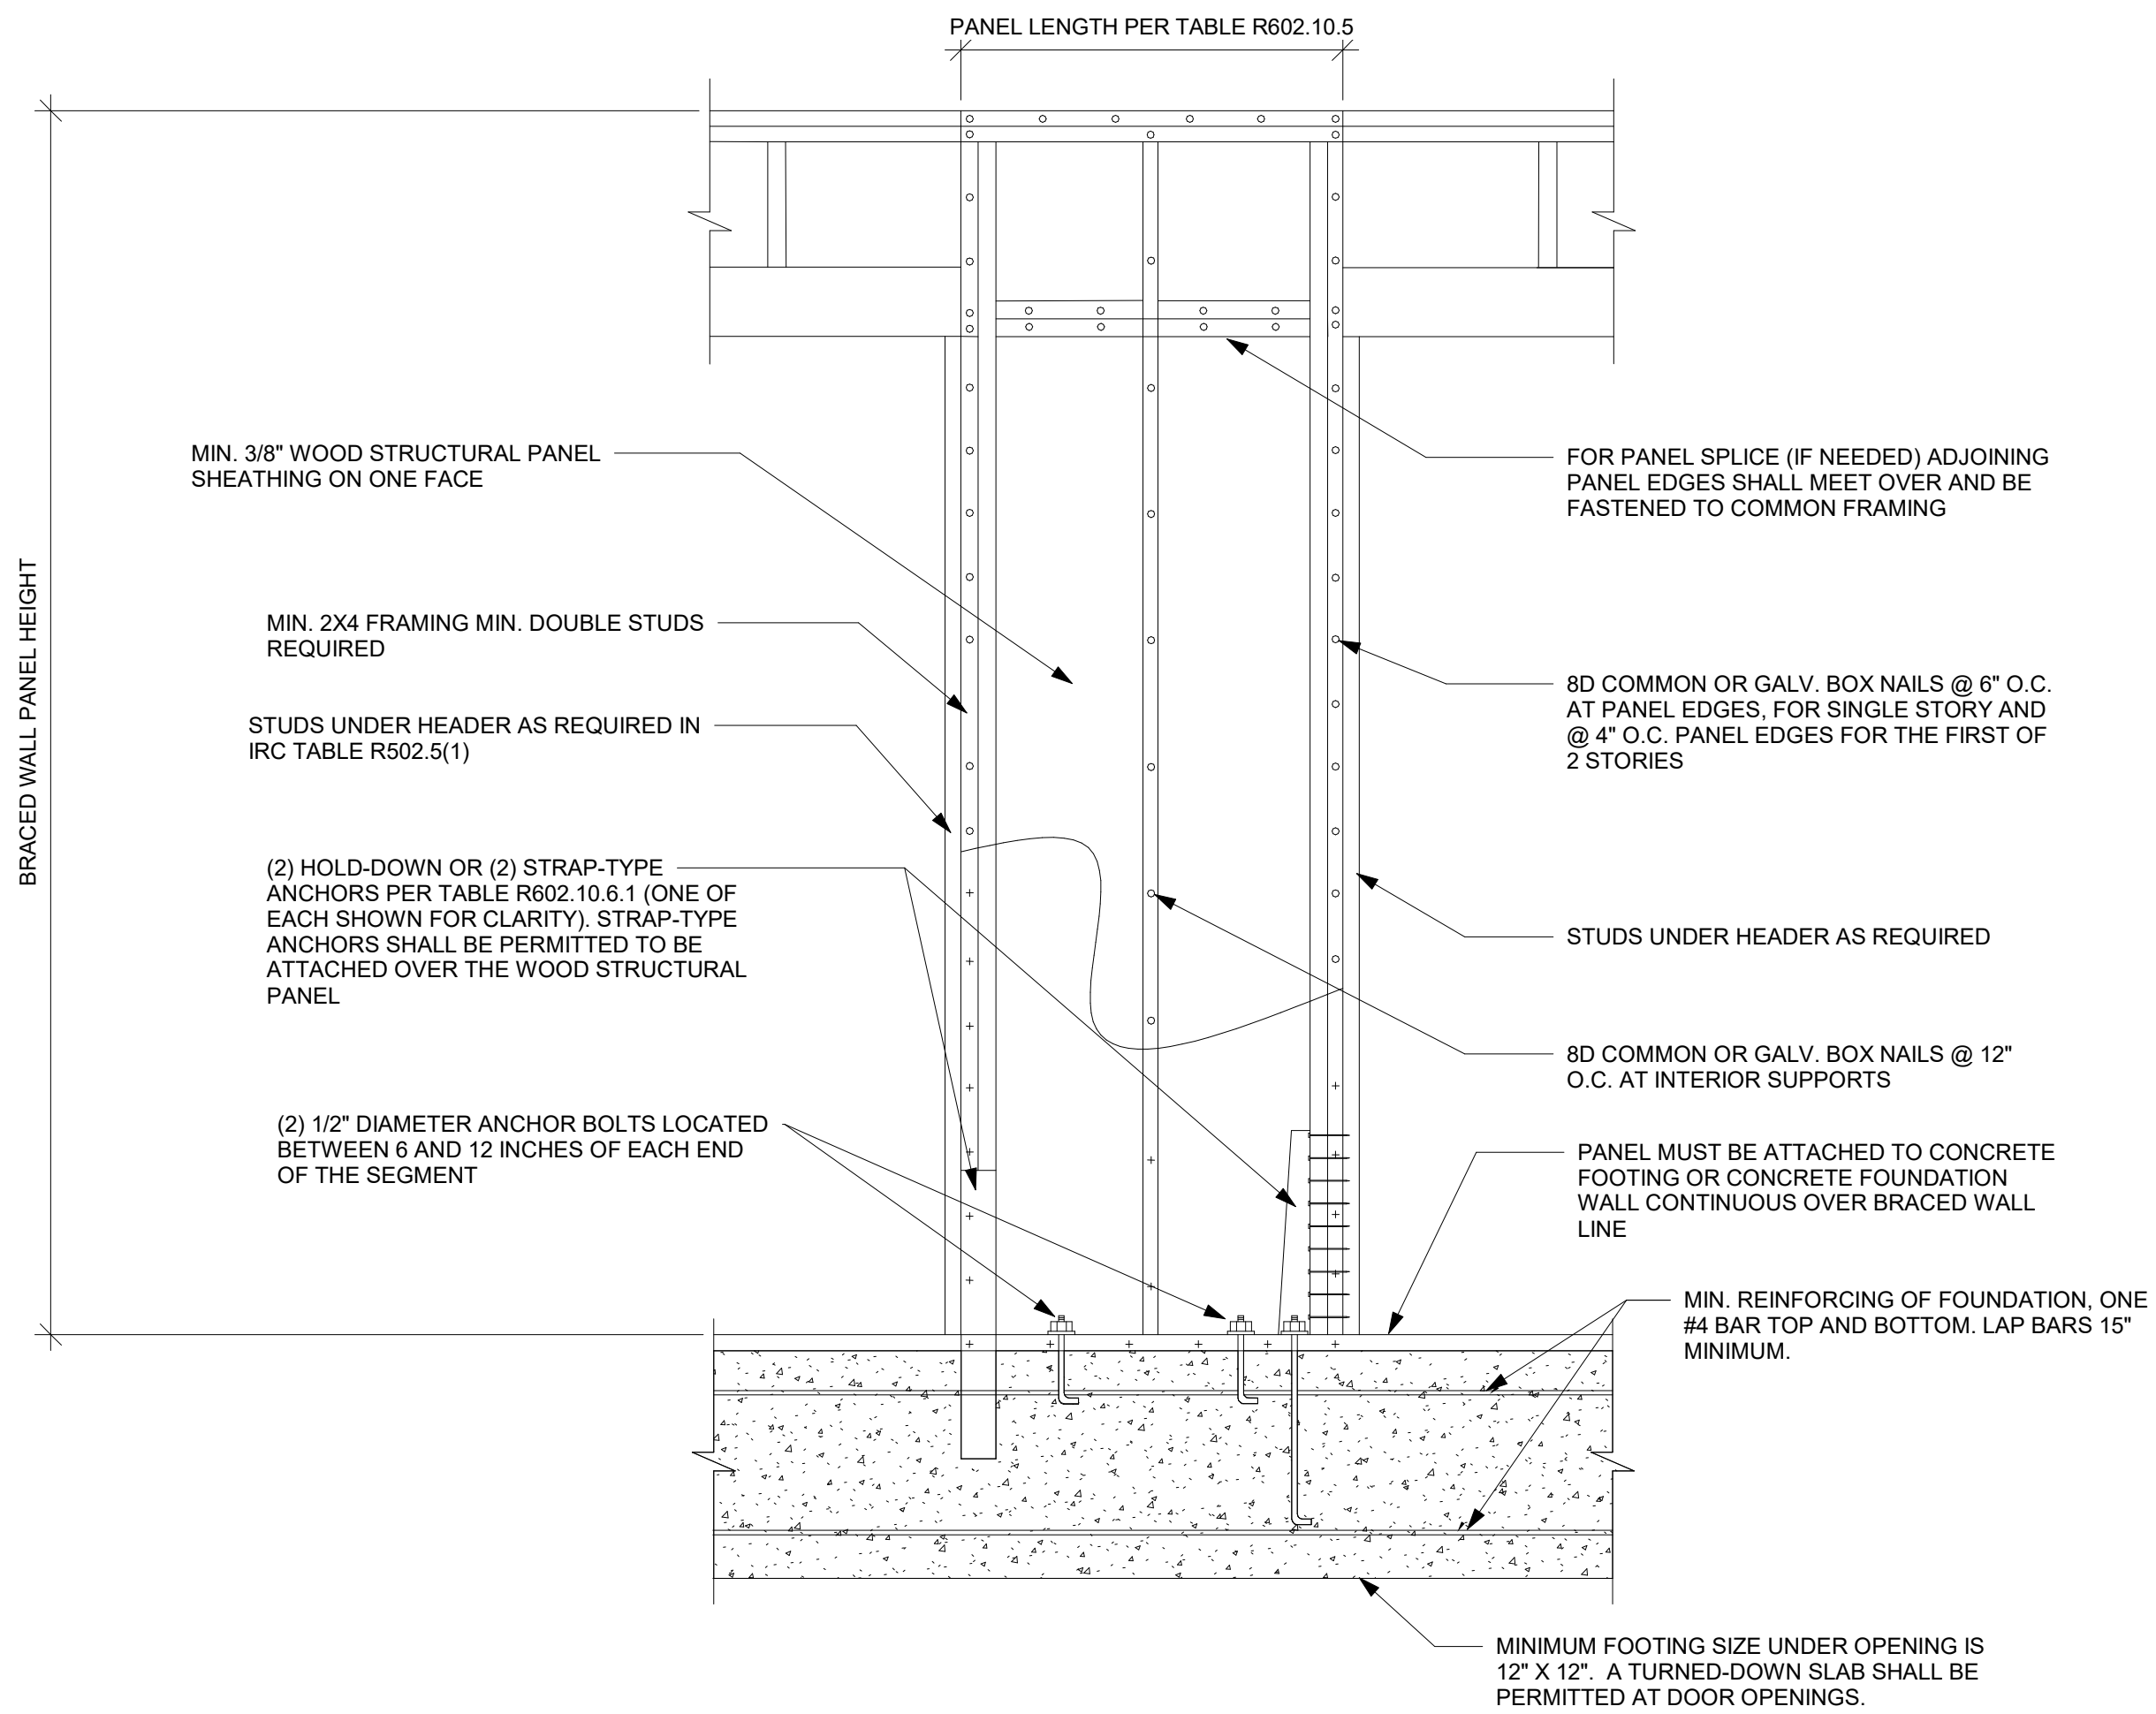 PANEL LENGTH PER TABLE R602.10.5
BRACED WALL PANEL HEIGHT
MIN. 3/8" WOOD STRUCTURAL PANEL
SHEATHING ON ONE FACE
MIN. 2X4 FRAMING MIN. DOUBLE STUDS
REQUIRED
STUDS UNDER HEADER AS REQUIRED IN
IRC TABLE R502.5(1)
(2) HOLD-DOWN OR (2) STRAP-TYPE
ANCHORS PER TABLE R602.10.6.1 (ONE OF
EACH SHOWN FOR CLARITY). STRAP-TYPE
ANCHORS SHALL BE PERMITTED TO BE
ATTACHED OVER THE WOOD STRUCTURAL
PANEL
(2) 1/2" DIAMETER ANCHOR BOLTS LOCATED
BETWEEN 6 AND 12 INCHES OF EACH END
OF THE SEGMENT
FOR PANEL SPLICE (IF NEEDED) ADJOINING
PANEL EDGES SHALL MEET OVER AND BE
FASTENED TO COMMON FRAMING
8D COMMON OR GALV. BOX NAILS @ 6" O.C.
AT PANEL EDGES, FOR SINGLE STORY AND
@ 4" O.C. PANEL EDGES FOR THE FIRST OF
2 STORIES
STUDS UNDER HEADER AS REQUIRED
8D COMMON OR GALV. BOX NAILS @ 12"
O.C. AT INTERIOR SUPPORTS
PANEL MUST BE ATTACHED TO CONCRETE
FOOTING OR CONCRETE FOUNDATION
WALL CONTINUOUS OVER BRACED WALL
LINE
MIN. REINFORCING OF FOUNDATION, ONE
#4 BAR TOP AND BOTTOM. LAP BARS 15"
MINIMUM.
MINIMUM FOOTING SIZE UNDER OPENING IS
12" X 12". A TURNED-DOWN SLAB SHALL BE
PERMITTED AT DOOR OPENINGS.